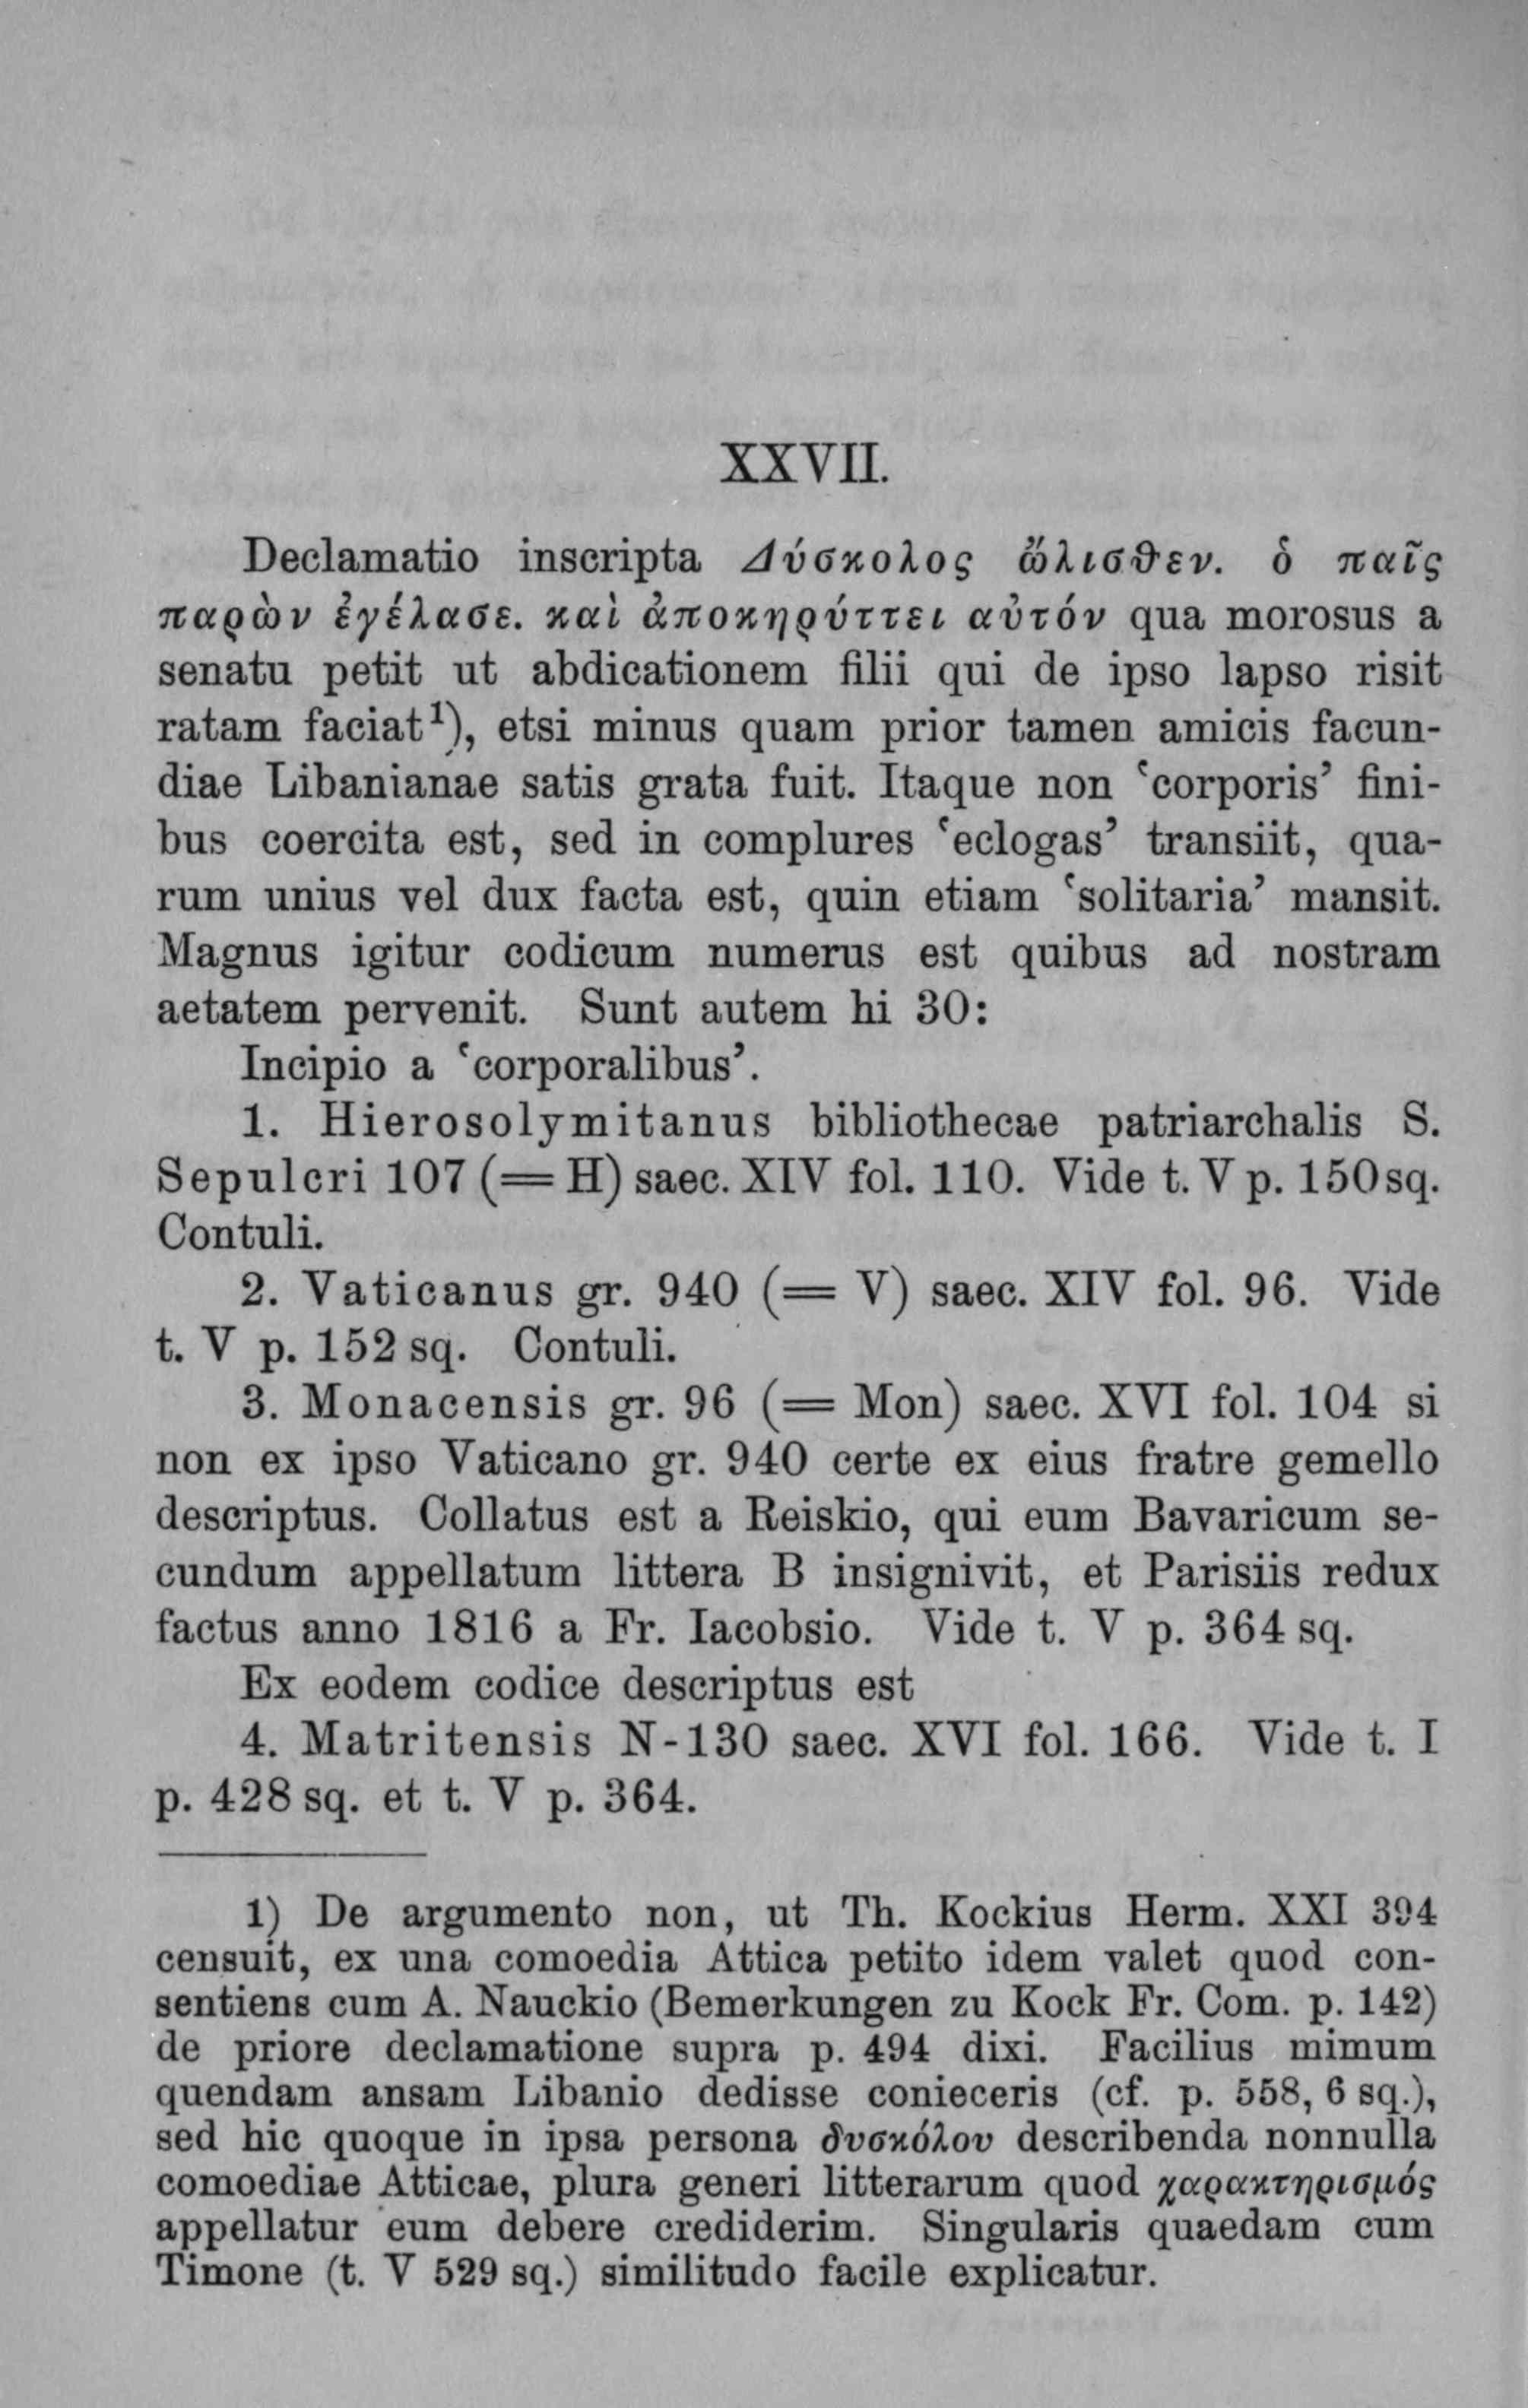 XXVII.
Declamatio inscripta Δύσκολος ὤλισθεν. ὁ παῖς
παρὼν ἐγέλασε. καὶ ἀποκηρύττει αὐτόν qua morosus a
senatu petit ut abdicationem filii qui de ipso lapso risit
ratam faciat¹), etsi minus quam prior tamen amicis facun-
diae Libanianae satis grata fuit. Itaque non ‘corporis’ fini-
bus coercita est, sed in complures ‘eclogas’ transiit, qua-
rum unius vel dux facta est, quin etiam ‘solitaria’ mansit.
Magnus igitur codicum numerus est quibus ad nostram
aetatem pervenit. Sunt autem hi 30:
Incipio a ‘corporalibus’.
1. Hierosolymitanus bibliothecae patriarchalis S.
Sepulcri 107 (= H) saec. XIV fol. 110. Vide t. V p. 150 sq.
Contuli.
2. Vaticanus gr. 940 (= V) saec. XIV fol. 96. Vide
t. V p. 152 sq. Contuli.
3. Monacensis gr. 96 (= Mon) saec. XVI fol. 104 si
non ex ipso Vaticano gr. 940 certe ex eius fratre gemello
descriptus. Collatus est a Reiskio, qui eum Bavaricum se-
cundum appellatum littera B insignivit, et Parisiis redux
factus anno 1816 a Fr. Iacobsio. Vide t. V p. 364 sq.
Ex eodem codice descriptus est
4. Matritensis N-130 saec. XVI fol. 166. Vide t. I
p. 428 sq. et t. V p. 364.
1) De argumento non, ut Th. Kockius Herm. XXI 394
censuit, ex una comoedia Attica petito idem valet quod con-
sentiens cum A. Nauckio (Bemerkungen zu Kock Fr. Com. p. 142)
de priore declamatione supra p. 494 dixi. Facilius mimum
quendam ansam Libanio dedisse conieceris (cf. p. 558, 6 sq.),
sed hic quoque in ipsa persona δυσκόλου describenda nonnulla
comoediae Atticae, plura generi litterarum quod χαρακτηρισμός
appellatur eum debere crediderim. Singularis quaedam cum
Timone (t. V 529 sq.) similitudo facile explicatur.